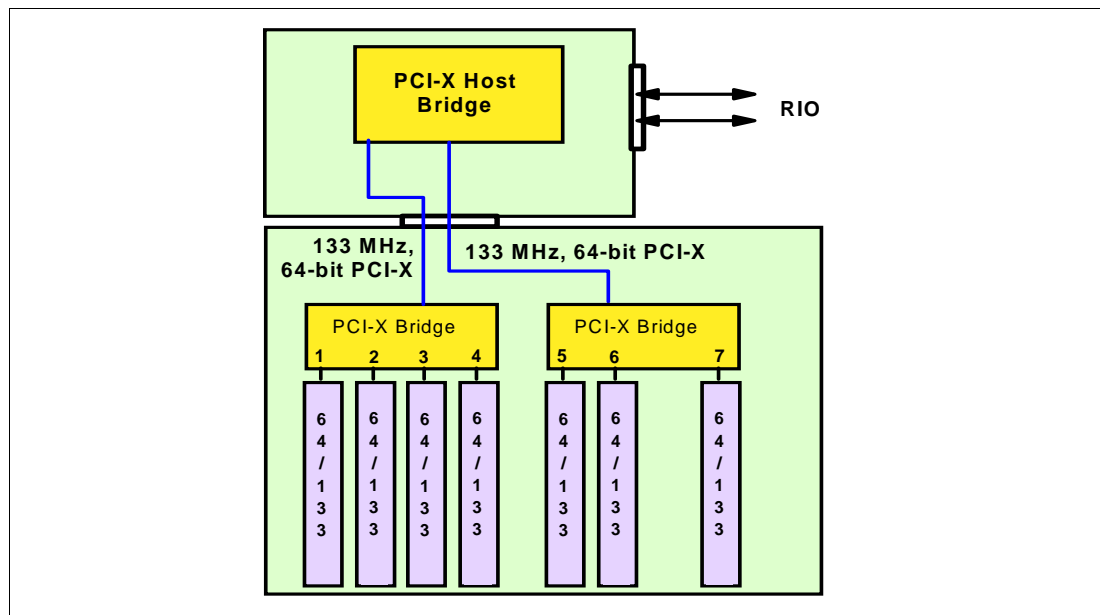 PCI-X Host
Bridge
RIO
133 MHz,
64-bit PCI-X
133 MHz, 64-bit PCI-X
PCI-X Bridge
1 2 3 4
PCI-X Bridge
5 6 7
64/133
64/133
64/133
64/133
64/133
64/133
64/133